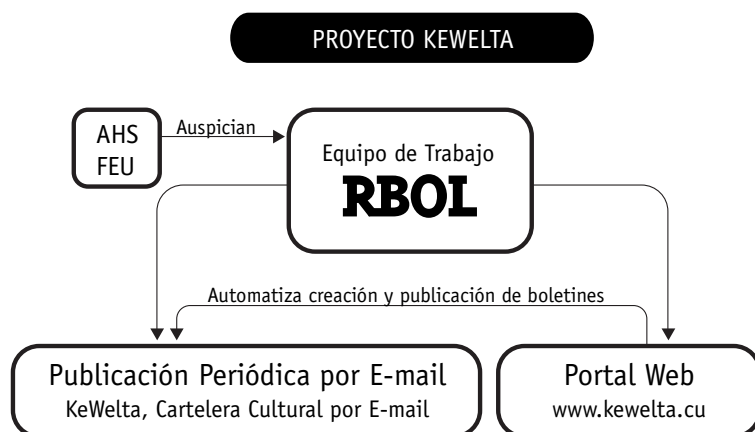 PROYECTO KEWELTA
AHS
FEU
Auspician
Equipo de Trabajo
RBOL
Automatiza creación y publicación de boletines
Publicación Periódica por E-mail
KeWelta, Cartelera Cultural por E-mail
Portal Web
www.kewelta.cu